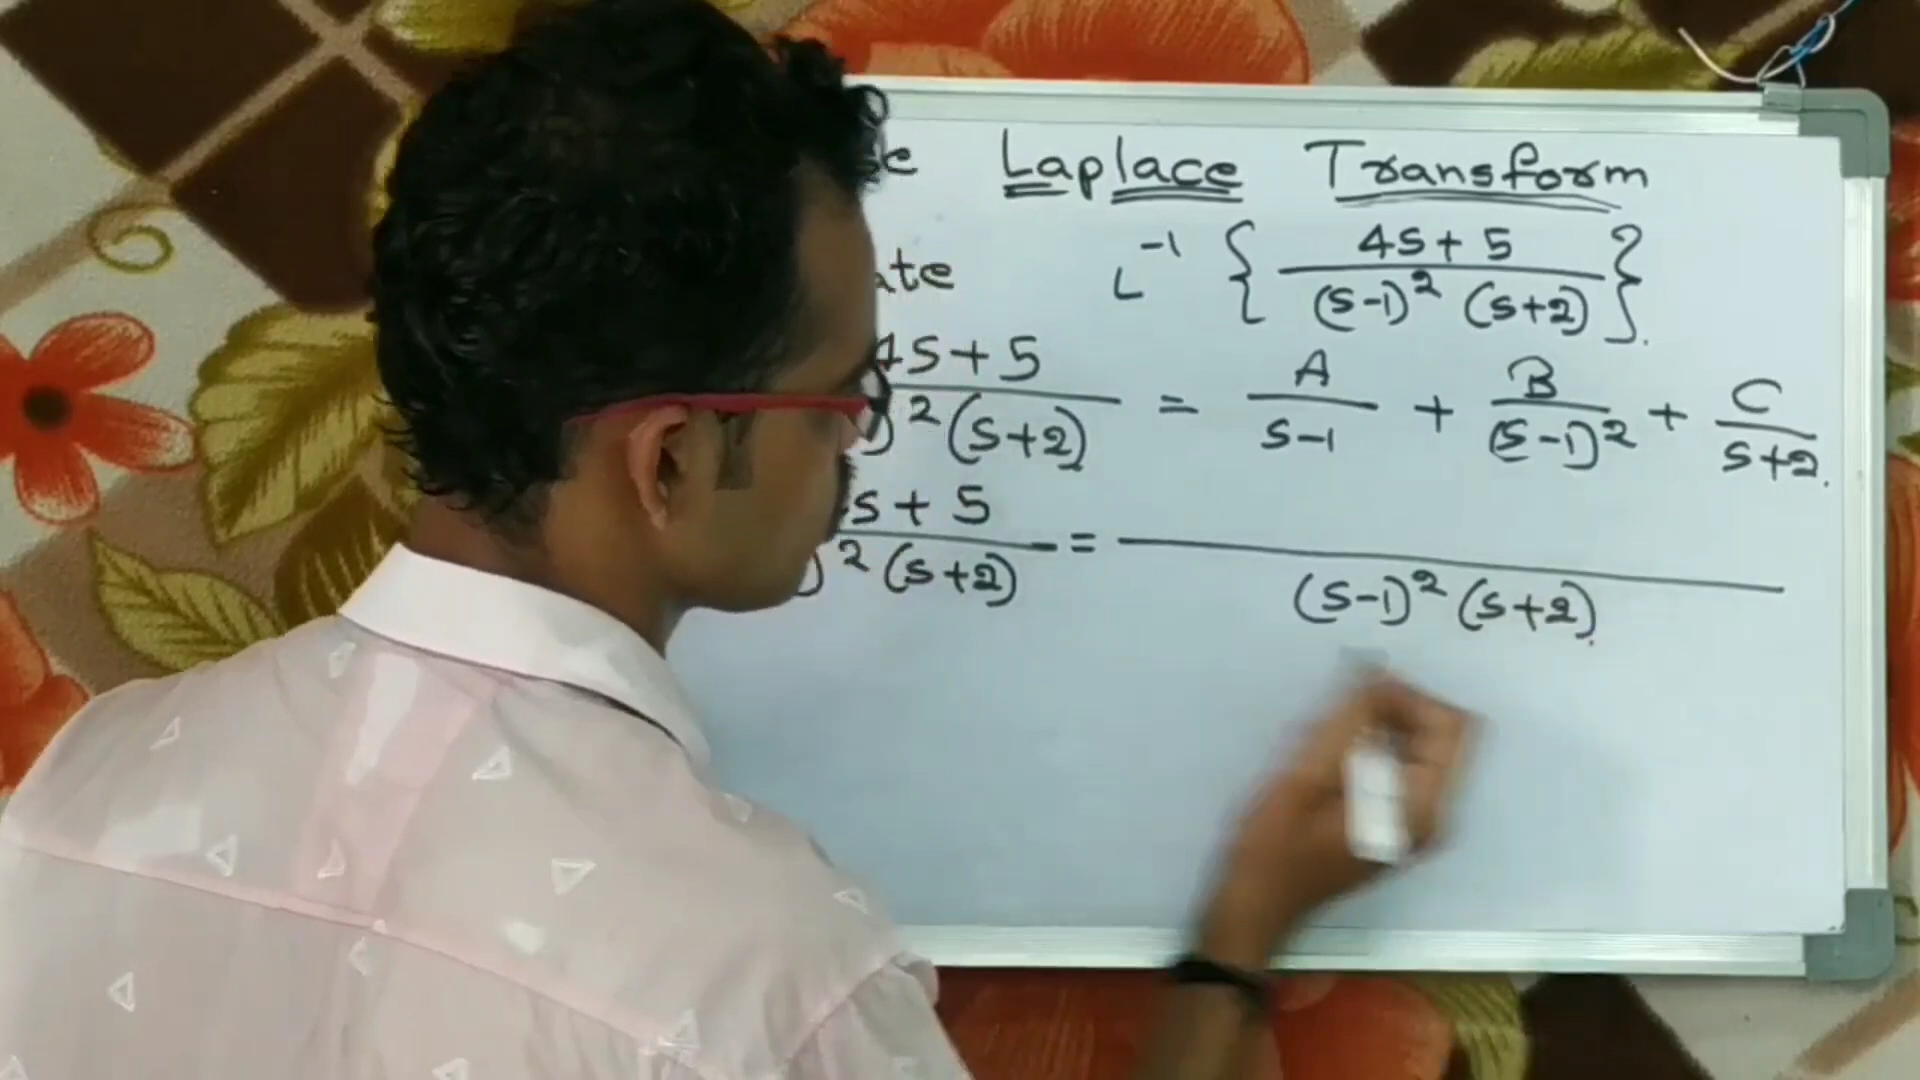 Laplace Transform
L⁻¹ { 4s+5 / (s-1)² (s+2) }.
4s+5 / )² (s+2) = A / s-1 + B / (s-1)² + C / s+2.
s+5 / )² (s+2) = / (s-1)² (s+2).